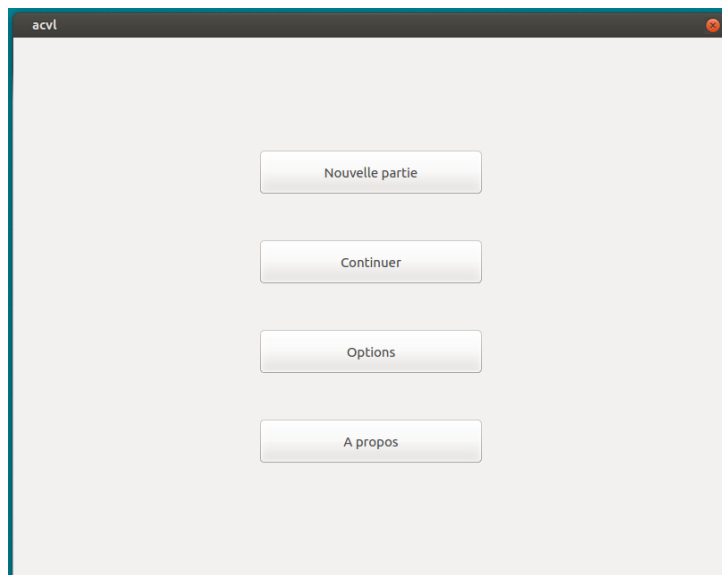 acvl
Nouvelle partie
Continuer
Options
A propos